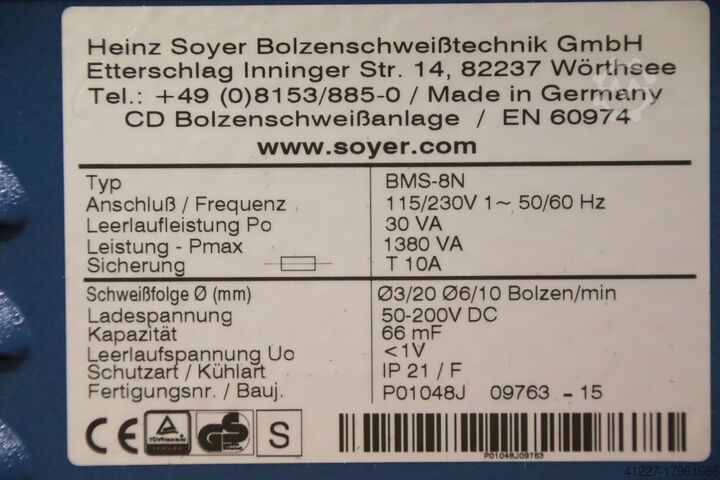 Heinz Soyer Bolzenschweißtechnik GmbH
Etterschlag Inninger Str. 14, 82237 Wörthsee
Tel.: +49 (0)8153/885-0 / Made in Germany
CD Bolzenschweißanlage / EN 60974
www.soyer.com
Typ BMS-8N
Anschluß / Frequenz 115/230V 1~ 50/60 Hz
Leerlaufleistung Po 30 VA
Leistung - Pmax 1380 VA
Sicherung T 10A
Schweißfolge Ø (mm) Ø3/20 Ø6/10 Bolzen/min
Ladespannung 50-200V DC
Kapazität 66 mF
Leerlaufspannung Uo <1V
Schutzart / Kühlart IP 21 / F
Fertigungsnr. / Bauj. P01048J 09763 - 15
CE GS S
P01048J09763
41227-17961666